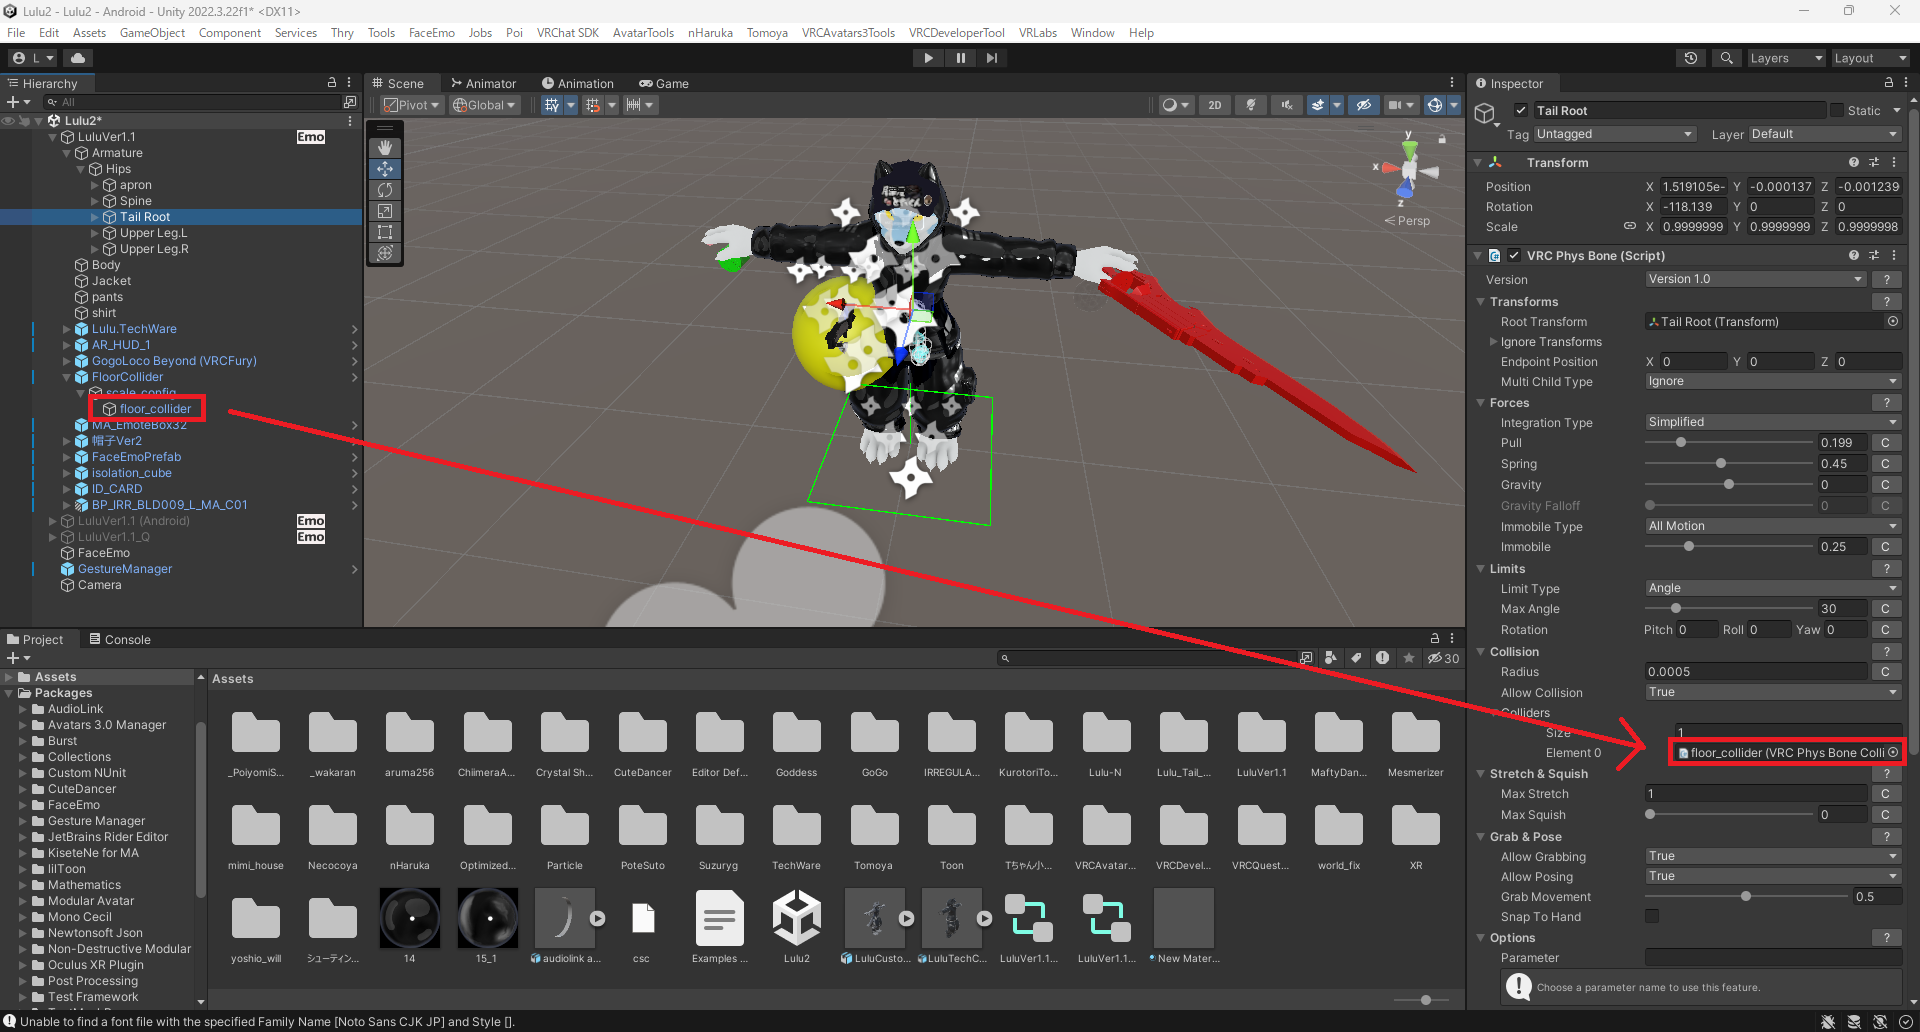 Lulu2 - Lulu2 - Android - Unity 2022.3.22f1* <DX11>
File Edit Assets GameObject Component Services Thry Tools FaceEmo Jobs Poi VRChat SDK AvatarTools nHaruka Tomoya VRCAvatars3Tools VRCDeveloperTool VRLabs Window Help
L Layers Layout
Hierarchy
All
Lulu2*
LuluVer1.1 Emo
Armature
Hips
apron
Spine
Tail Root
Upper Leg.L
Upper Leg.R
Body
Jacket
pants
shirt
Lulu.TechWare
AR_HUD_1
GogoLoco Beyond (VRCFury)
FloorCollider
scale_config
floor_collider
MA_EmoteBox32
帽子Ver2
FaceEmoPrefab
isolation_cube
ID_CARD
BP_IRR_BLD009_L_MA_C01
LuluVer1.1 (Android) Emo
LuluVer1.1_Q Emo
FaceEmo
GestureManager
Camera
Scene Animator Animation Game
Pivot Global 2D
y
x
z
Persp
Inspector
Tail Root Static
Tag Untagged Layer Default
Transform
Position X 1.519105e- Y -0.000137 Z -0.001239
Rotation X -118.139 Y 0 Z 0
Scale X 0.9999999 Y 0.9999999 Z 0.9999998
VRC Phys Bone (Script)
Version Version 1.0 ?
Transforms ?
Root Transform Tail Root (Transform)
Ignore Transforms
Endpoint Position X 0 Y 0 Z 0
Multi Child Type Ignore
Forces ?
Integration Type Simplified
Pull 0.199 C
Spring 0.45 C
Gravity 0 C
Gravity Falloff 0 C
Immobile Type All Motion
Immobile 0.25 C
Limits ?
Limit Type Angle
Max Angle 30 C
Rotation Pitch 0 Roll 0 Yaw 0 C
Collision ?
Radius 0.0005 C
Allow Collision True
Colliders
Size 1
Element 0 floor_collider (VRC Phys Bone Colli
Stretch & Squish ?
Max Stretch 1 C
Max Squish 0 C
Grab & Pose ?
Allow Grabbing True
Allow Posing True
Grab Movement 0.5
Snap To Hand
Options ?
Parameter
Choose a parameter name to use this feature.
Project Console
30
Assets
Packages
AudioLink
Avatars 3.0 Manager
Burst
Collections
Custom NUnit
CuteDancer
FaceEmo
Gesture Manager
JetBrains Rider Editor
KiseteNe for MA
lilToon
Mathematics
Modular Avatar
Mono Cecil
Newtonsoft Json
Non-Destructive Modular
Oculus XR Plugin
Post Processing
Test Framework
Assets
_PoiyomiS... _wakaran aruma256 ChiimeraA... Crystal Sh... CuteDancer Editor Def... Goddess GoGo IRREGULA... KurotoriTo... Lulu-N Lulu_Tail_... LuluVer1.1 MaftyDan... Mesmerizer
mimi_house Necocoya nHaruka Optimized... Particle PoteSuto Suzuryg TechWare Tomoya Toon Tちゃん小... VRCAvatar... VRCDevel... VRCQuest... world_fix XR
yoshio_will シューティン... 14 15_1 audiolink a... csc Examples ... Lulu2 LuluCusto... LuluTechC... LuluVer1.1... LuluVer1.1... New Mater...
Unable to find a font file with the specified Family Name [Noto Sans CJK JP] and Style [].